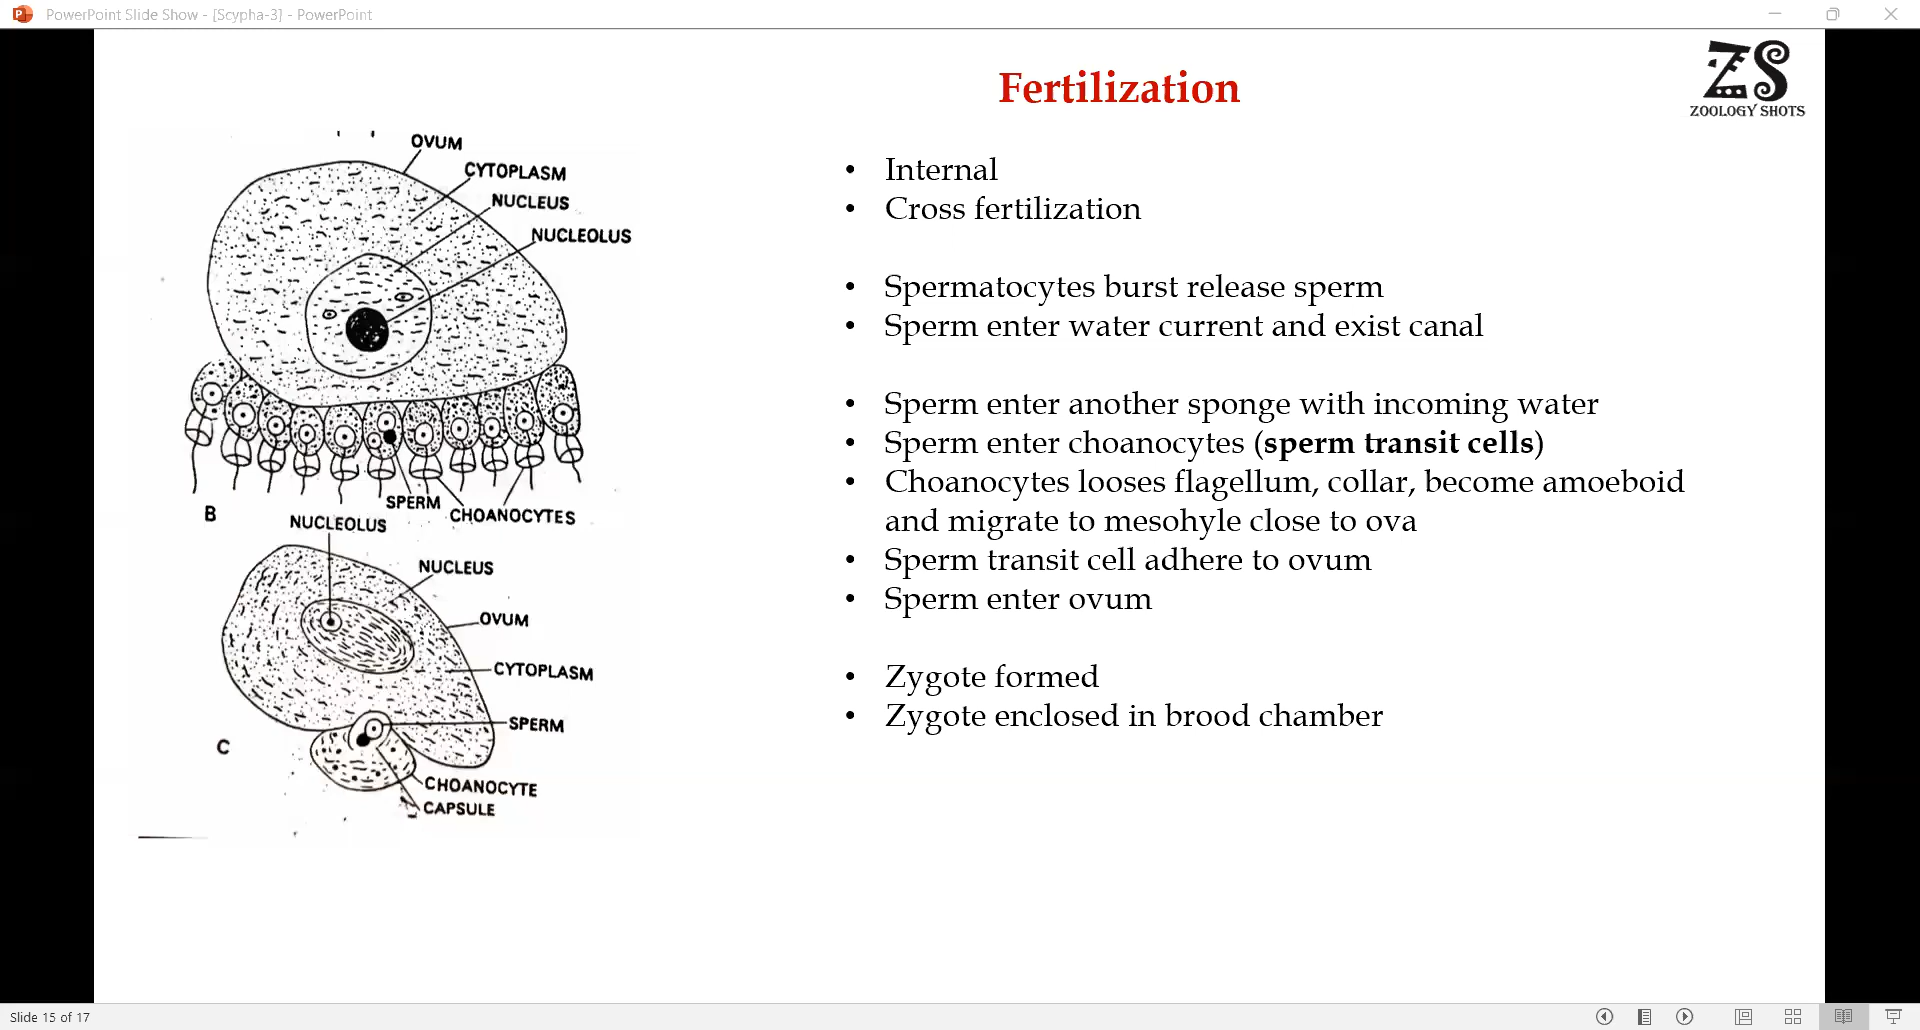 PowerPoint Slide Show - [Scypha-3] - PowerPoint
Fertilization
ZS
ZOOLOGY SHOTS
OVUM
CYTOPLASM
NUCLEUS
NUCLEOLUS
SPERM
CHOANOCYTES
B
NUCLEOLUS
NUCLEUS
OVUM
CYTOPLASM
SPERM
C
CHOANOCYTE
CAPSULE
• Internal
• Cross fertilization
• Spermatocytes burst release sperm
• Sperm enter water current and exist canal
• Sperm enter another sponge with incoming water
• Sperm enter choanocytes (sperm transit cells)
• Choanocytes looses flagellum, collar, become amoeboid
and migrate to mesohyle close to ova
• Sperm transit cell adhere to ovum
• Sperm enter ovum
• Zygote formed
• Zygote enclosed in brood chamber
Slide 15 of 17